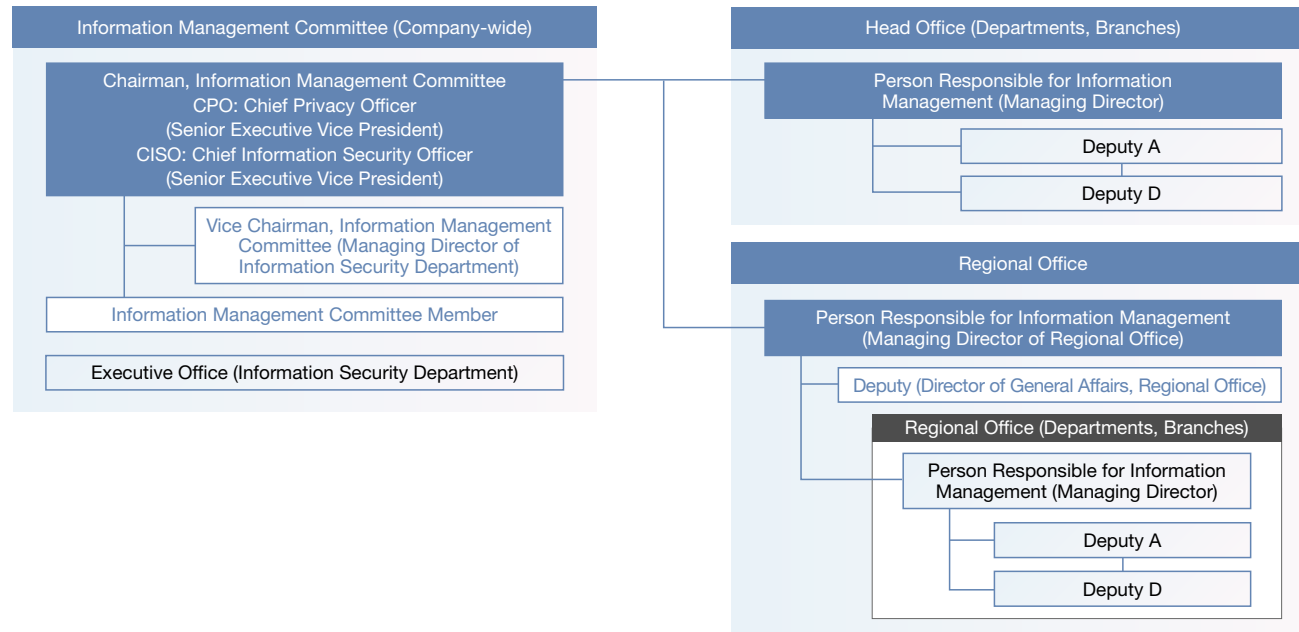 Information Management Committee (Company-wide)
Chairman, Information Management Committee
CPO: Chief Privacy Officer
(Senior Executive Vice President)
CISO: Chief Information Security Officer
(Senior Executive Vice President)
Vice Chairman, Information Management
Committee (Managing Director of
Information Security Department)
Information Management Committee Member
Executive Office (Information Security Department)
Head Office (Departments, Branches)
Person Responsible for Information
Management (Managing Director)
Deputy A
Deputy D
Regional Office
Person Responsible for Information Management
(Managing Director of Regional Office)
Deputy (Director of General Affairs, Regional Office)
Regional Office (Departments, Branches)
Person Responsible for Information
Management (Managing Director)
Deputy A
Deputy D